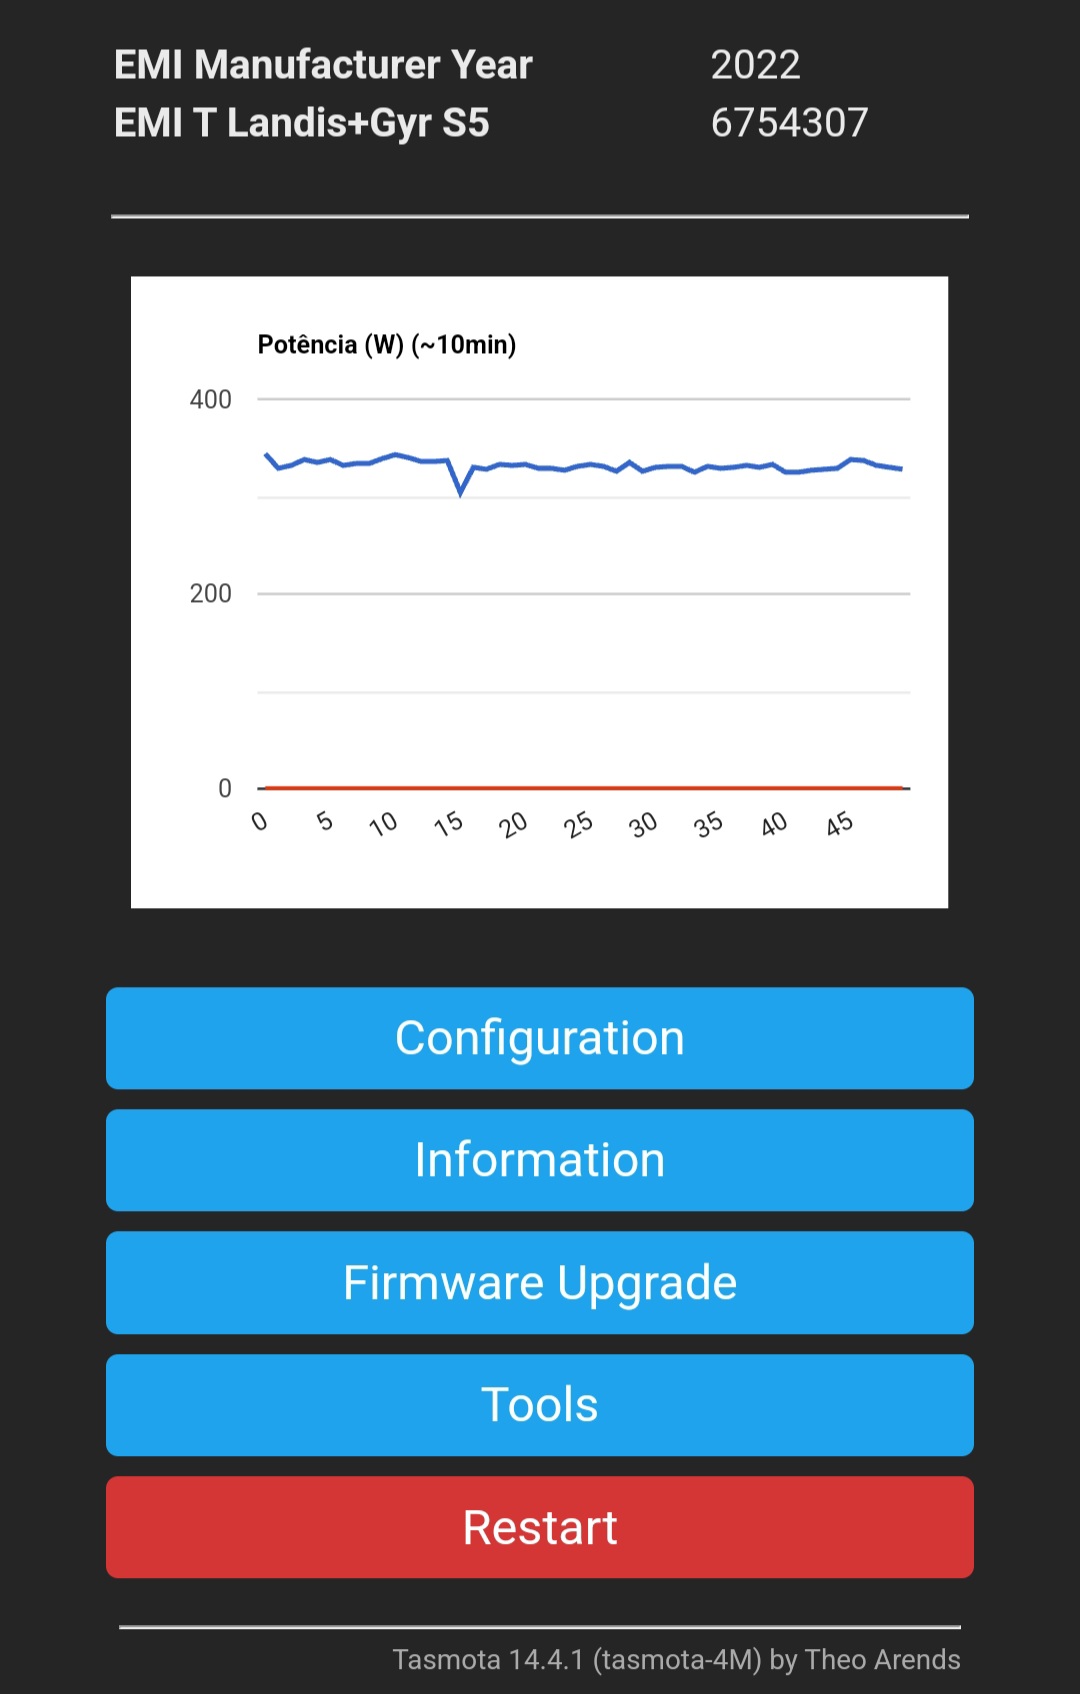 EMI Manufacturer Year 2022
EMI T Landis+Gyr S5 6754307
Potência (W) (~10min)
400
200
0
0 5 10 15 20 25 30 35 40 45
Configuration
Information
Firmware Upgrade
Tools
Restart
Tasmota 14.4.1 (tasmota-4M) by Theo Arends